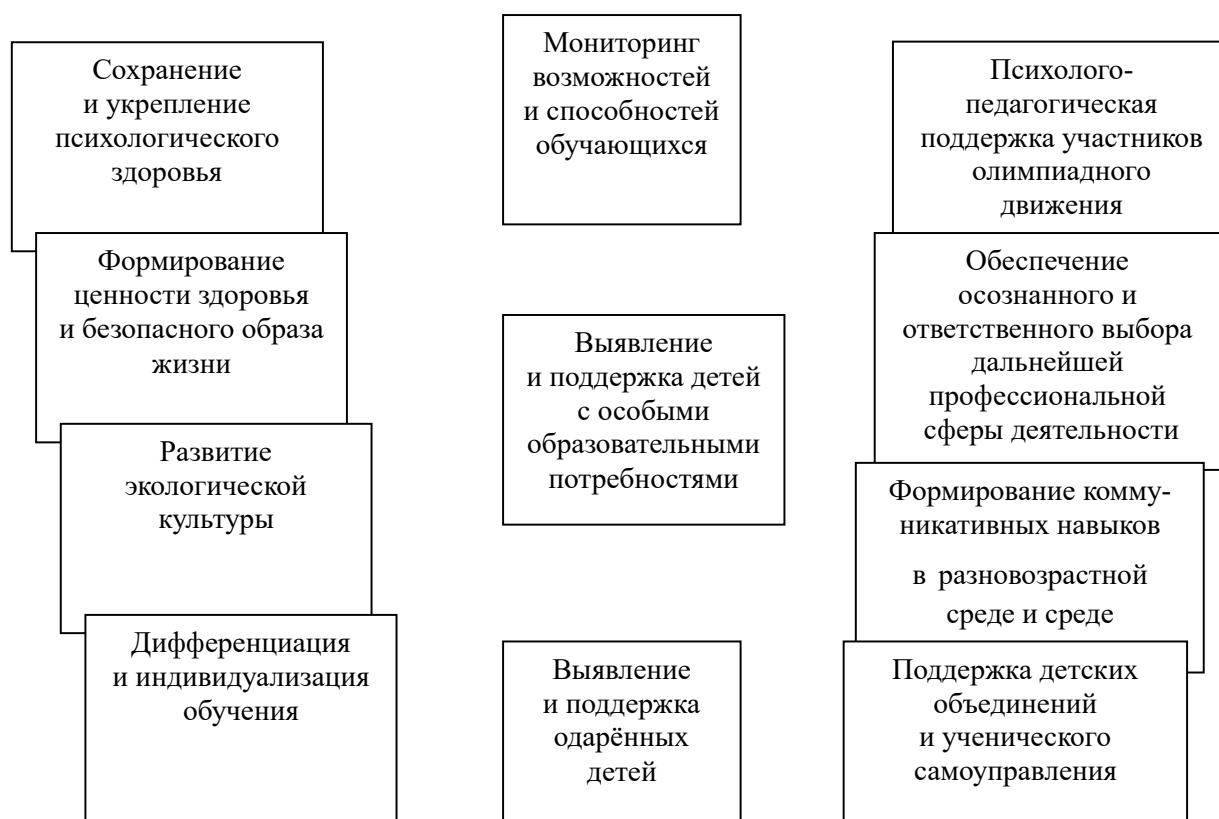 Сохранение
и укрепление
психологического
здоровья
Формирование
ценности здоровья
и безопасного образа
жизни
Развитие
экологической
культуры
Дифференциация
и индивидуализация
обучения
Мониторинг
возможностей
и способностей
обучающихся
Выявление
и поддержка детей
с особыми
образовательными
потребностями
Выявление
и поддержка
одарённых
детей
Психолого-
педагогическая
поддержка участников
олимпиадного
движения
Обеспечение
осознанного и
ответственного выбора
дальнейшей
профессиональной
сферы деятельности
Формирование комму-
никативных навыков
в разновозрастной
среде и среде
Поддержка детских
объединений
и ученического
самоуправления